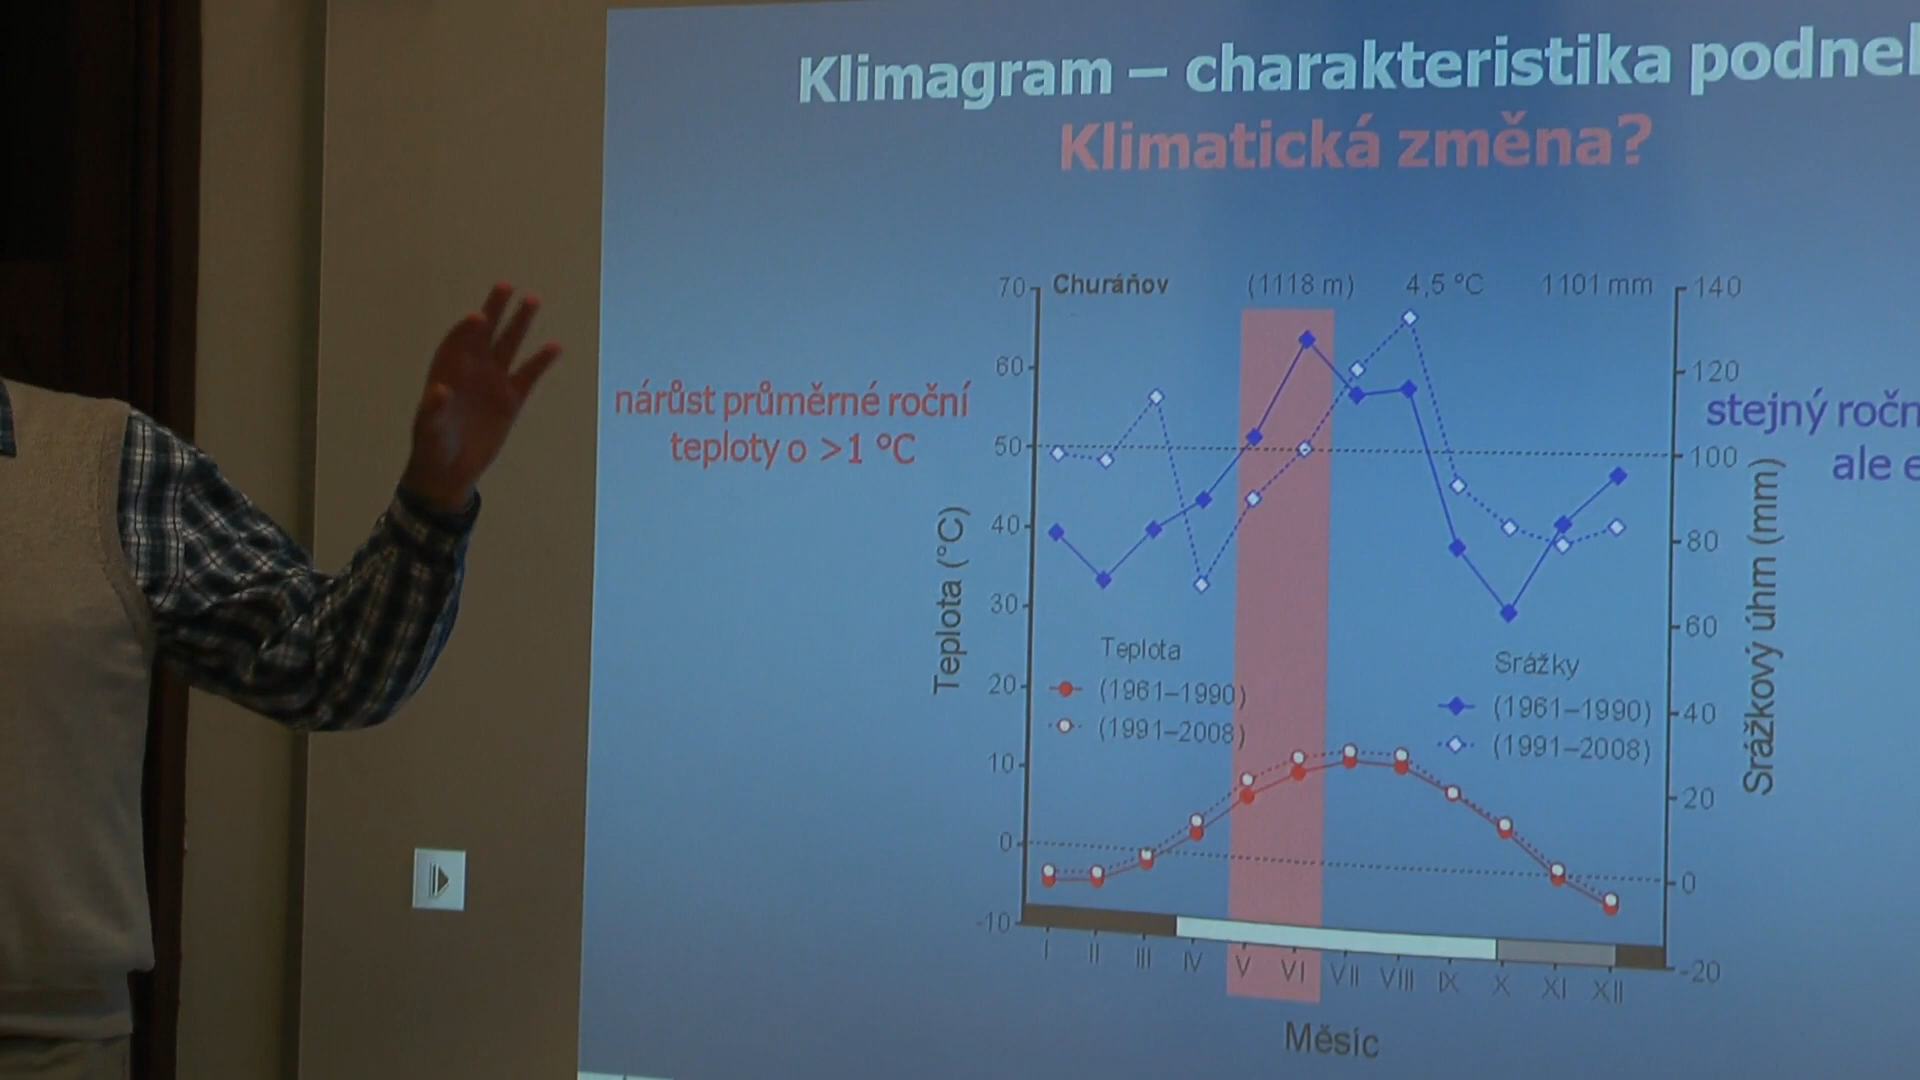 Klimagram – charakteristika
Klimatická změna?
nárůst průměrné roční
teploty o >1 °C
stejný
ale
Churáňov (1118 m) 4,5 °C 1101 mm
70
60
50
40
30
20
10
0
-10
Teplota (°C)
140
120
100
80
60
40
20
0
-20
Srážkový úhrn (mm)
Teplota
(1961–1990)
(1991–2008)
Srážky
(1961–1990)
(1991–2008)
I II III IV V VI VII VIII IX X XI XII
Měsíc